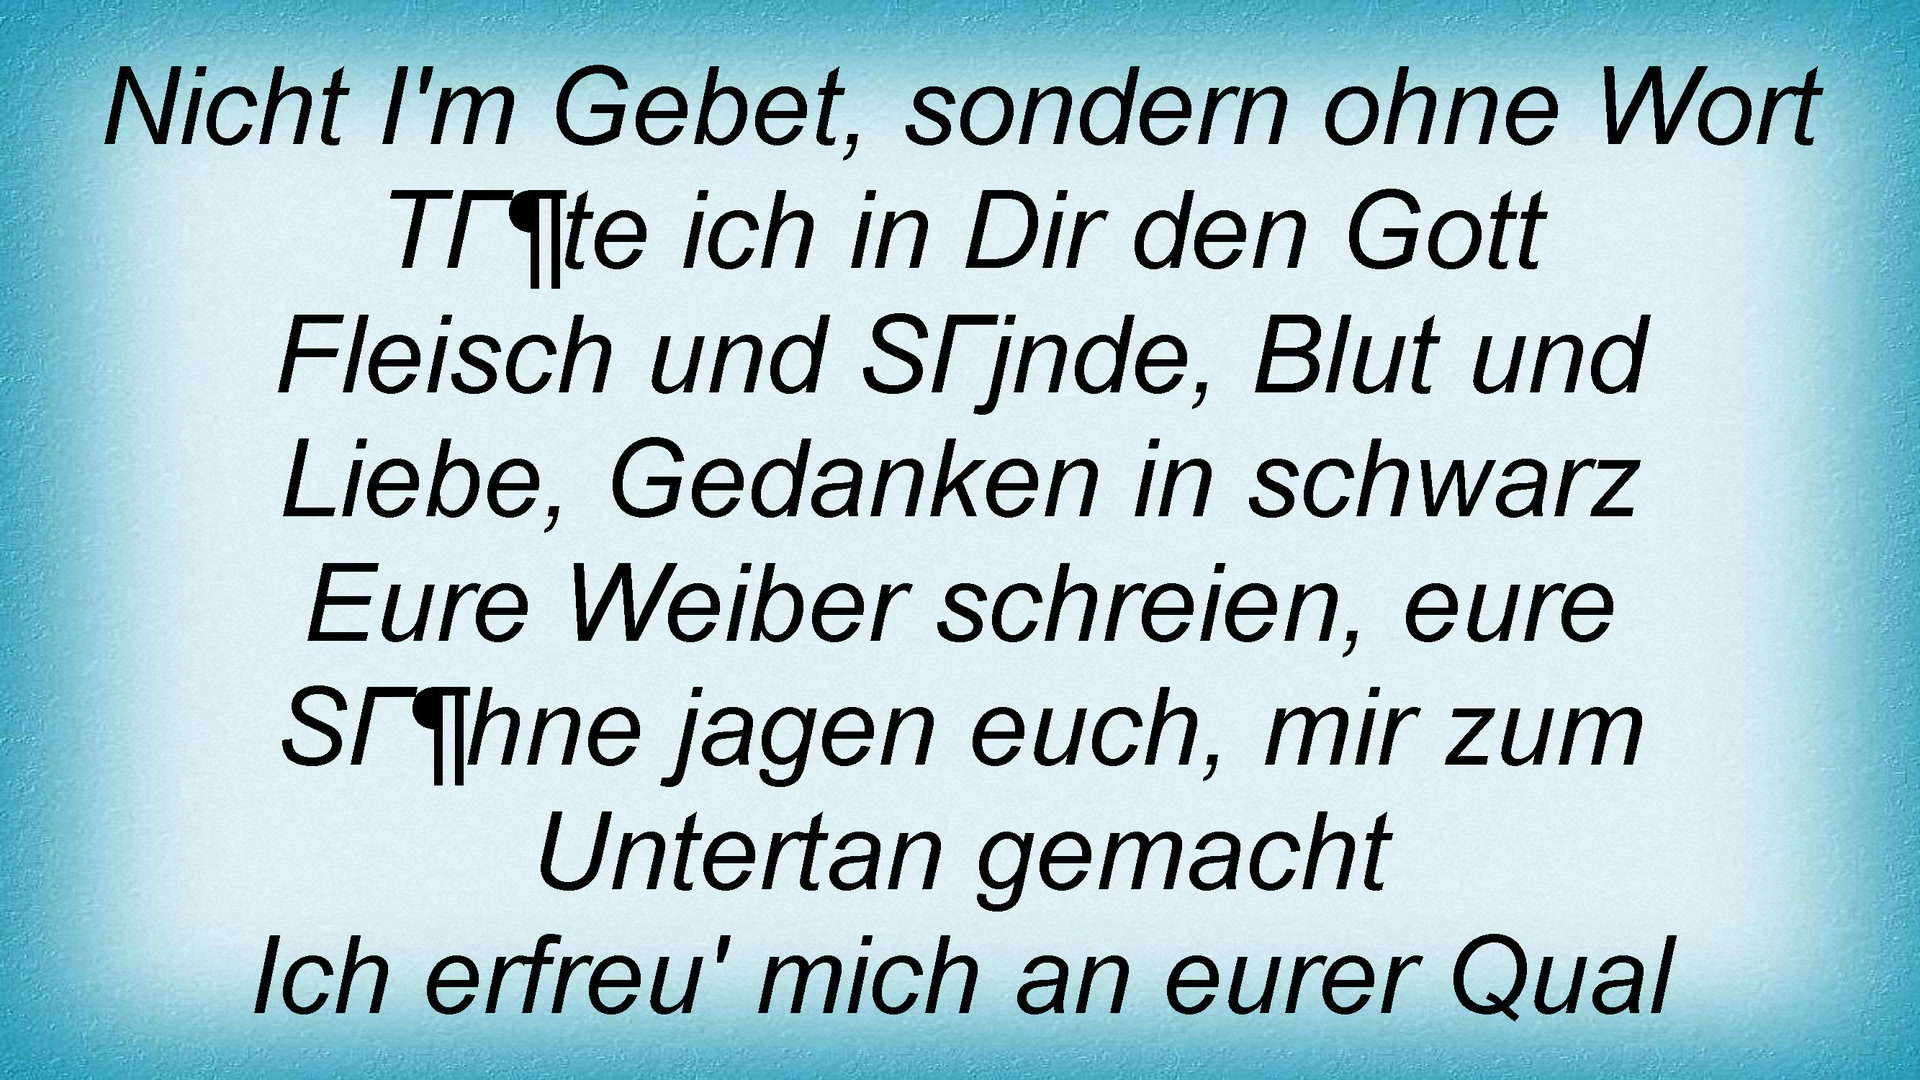 Nicht I'm Gebet, sondern ohne Wort
TГ¶te ich in Dir den Gott
Fleisch und SГjnde, Blut und
Liebe, Gedanken in schwarz
Eure Weiber schreien, eure
SГ¶hne jagen euch, mir zum
Untertan gemacht
Ich erfreu' mich an eurer Qual